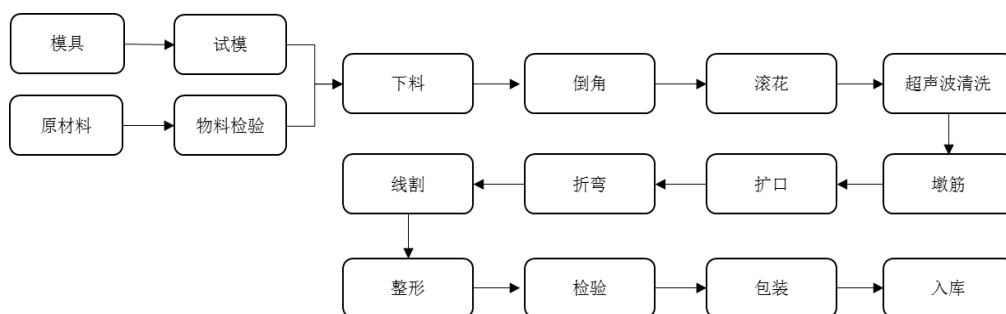 模具
试模
原材料
物料检验
下料
倒角
滚花
超声波清洗
墩筋
扩口
折弯
线割
整形
检验
包装
入库